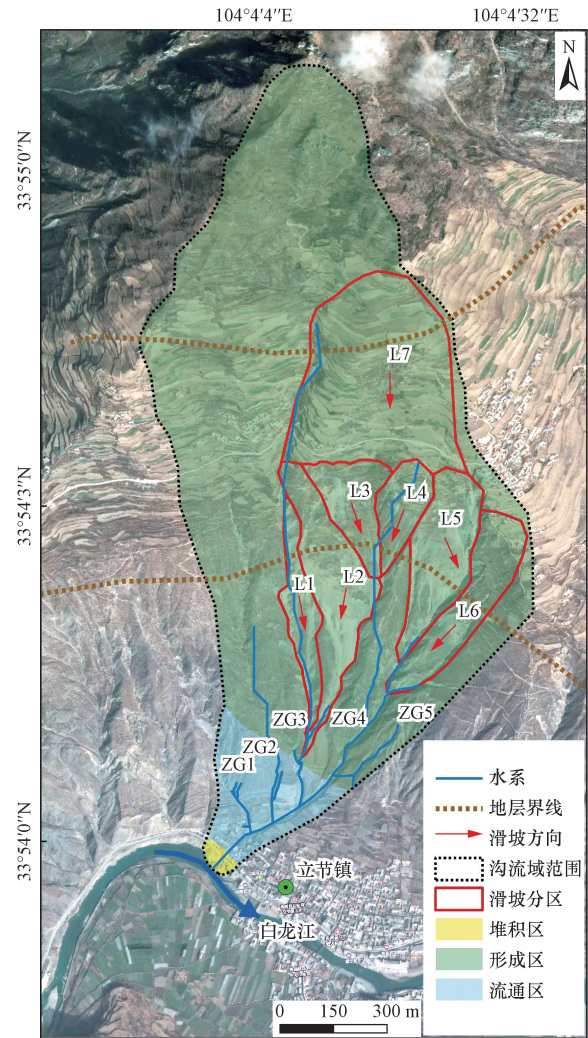 104°4′4″E
104°4′32″E
N
33°55′0″N
L7
33°54′3″N
L3
L4
L5
L1
L2
L6
ZG3
ZG4
ZG5
ZG2
ZG1
33°54′0″N
立节镇
白龙江
水系
地层界线
滑坡方向
沟流域范围
滑坡分区
堆积区
形成区
流通区
0 150 300 m